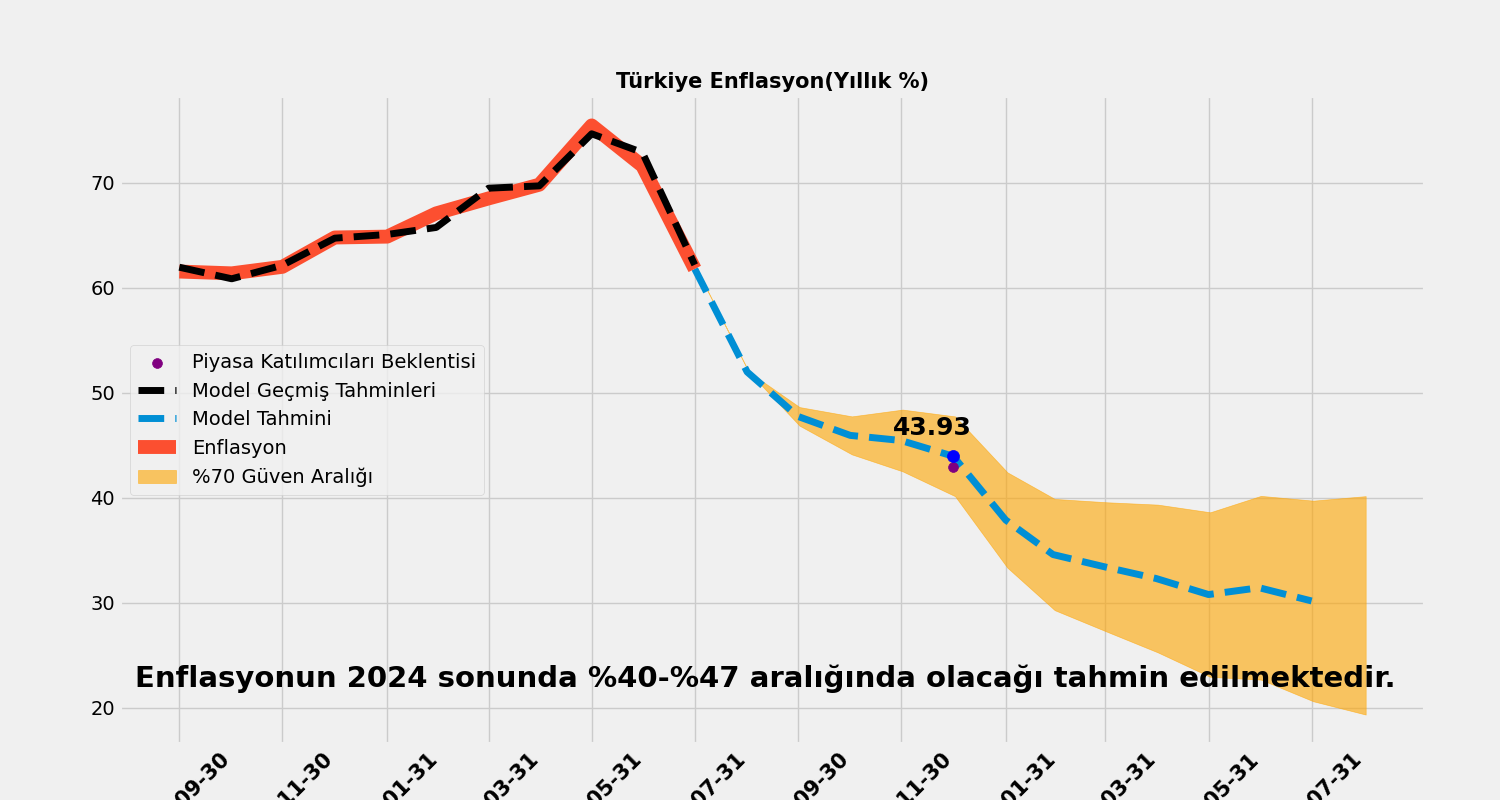 Türkiye Enflasyon(Yıllık %)
70
60
50
40
30
20
Piyasa Katılımcıları Beklentisi
Model Geçmiş Tahminleri
Model Tahmini
Enflasyon
%70 Güven Aralığı
43.93
Enflasyonun 2024 sonunda %40-%47 aralığında olacağı tahmin edilmektedir.
09-30
11-30
01-31
03-31
05-31
07-31
09-30
11-30
01-31
03-31
05-31
07-31